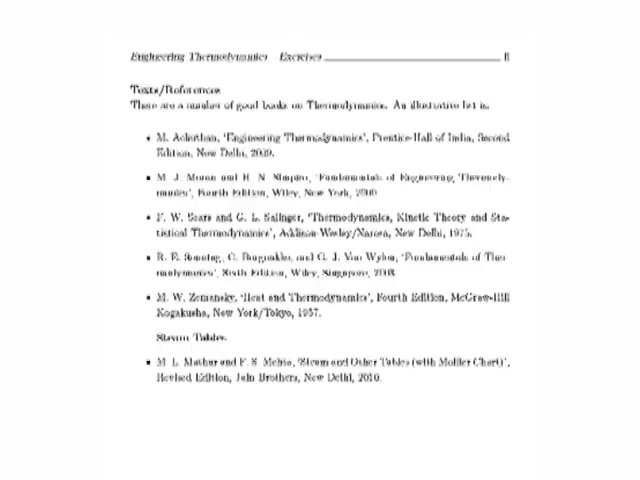 Engineering Thermodynamics Exercises
Texts/References
There are a number of good books on Thermodynamics. An illustrative list is.
• M. Achuthan, 'Engineering Thermodynamics', Prentice-Hall of India, Second
Edition, New Delhi, 2009.
• M. J. Moran and H. N. Shapiro, 'Fundamentals of Engineering Thermody-
namics', Fourth Edition, Wiley, New York, 2000
• F. W. Sears and G. L. Salinger, 'Thermodynamics, Kinetic Theory and Sta-
tistical Thermodynamics', Addison-Wesley/Narosa, New Delhi, 1975.
• R. E. Sonntag, C. Borgnakke, and G. J. Van Wylen, 'Fundamentals of Ther-
modynamics', Sixth Edition, Wiley, Singapore,
• M. W. Zemansky, 'Heat and Thermodynamics', Fourth Edition, McGraw-Hill
Kogakusha, New York/Tokyo, 1957.
Steam Tables.
• M. L. Mathur and F. S. Mehta, 'Steam and Other Tables (with Mollier Chart)',
Revised Edition, Jain Brothers, New Delhi, 2010.